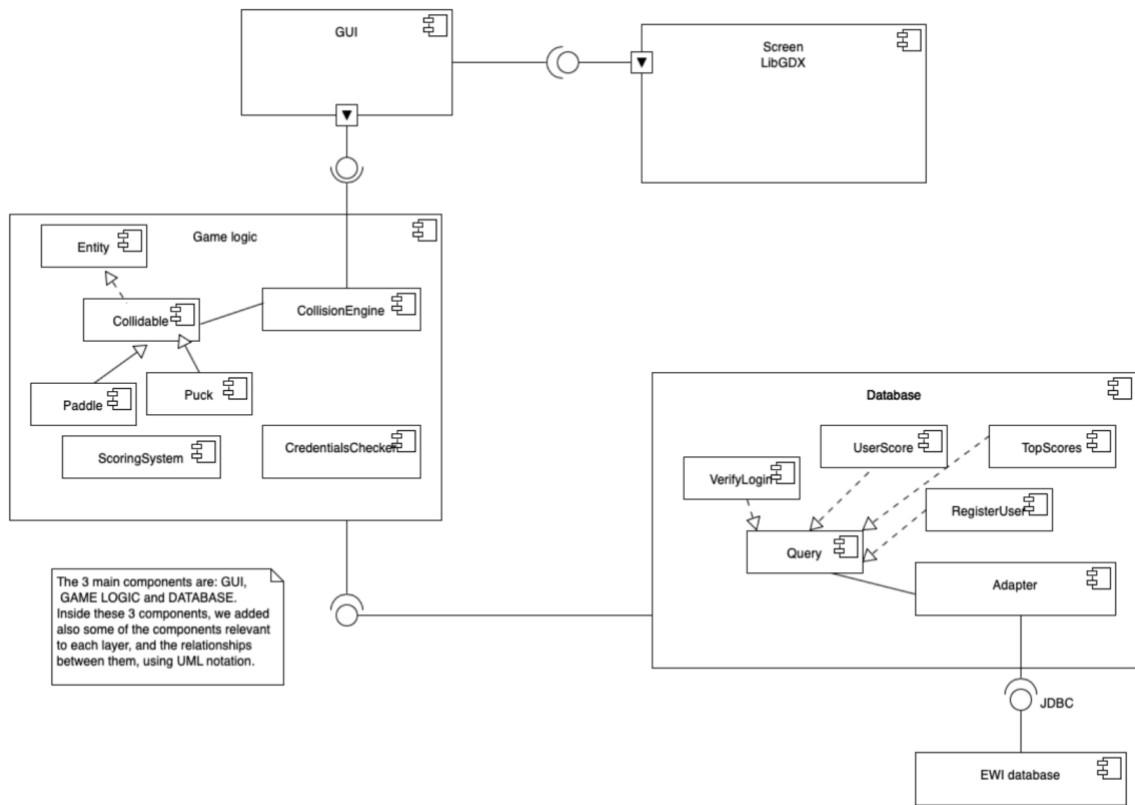 GUI
Screen
LibGDX
Game logic
Entity
Collidable
CollisionEngine
Paddle
Puck
ScoringSystem
CredentialsChecker
Database
UserScore
TopScores
VerifyLogin
RegisterUser
Query
Adapter
The 3 main components are: GUI,
GAME LOGIC and DATABASE.
Inside these 3 components, we added
also some of the components relevant
to each layer, and the relationships
between them, using UML notation.
JDBC
EWI database